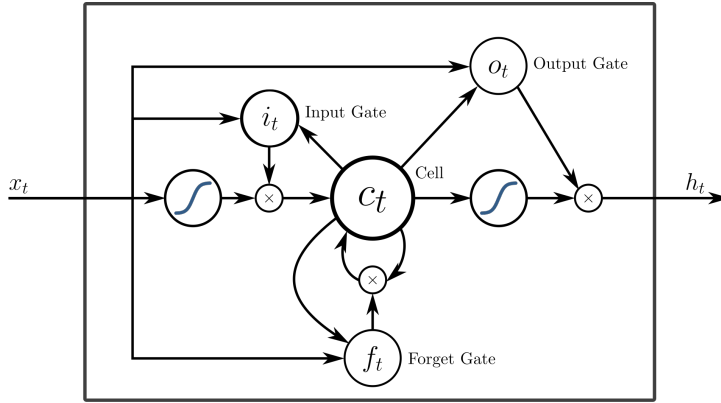 o_t Output Gate
i_t Input Gate
x_t
×
c_t Cell
×
h_t
×
f_t Forget Gate